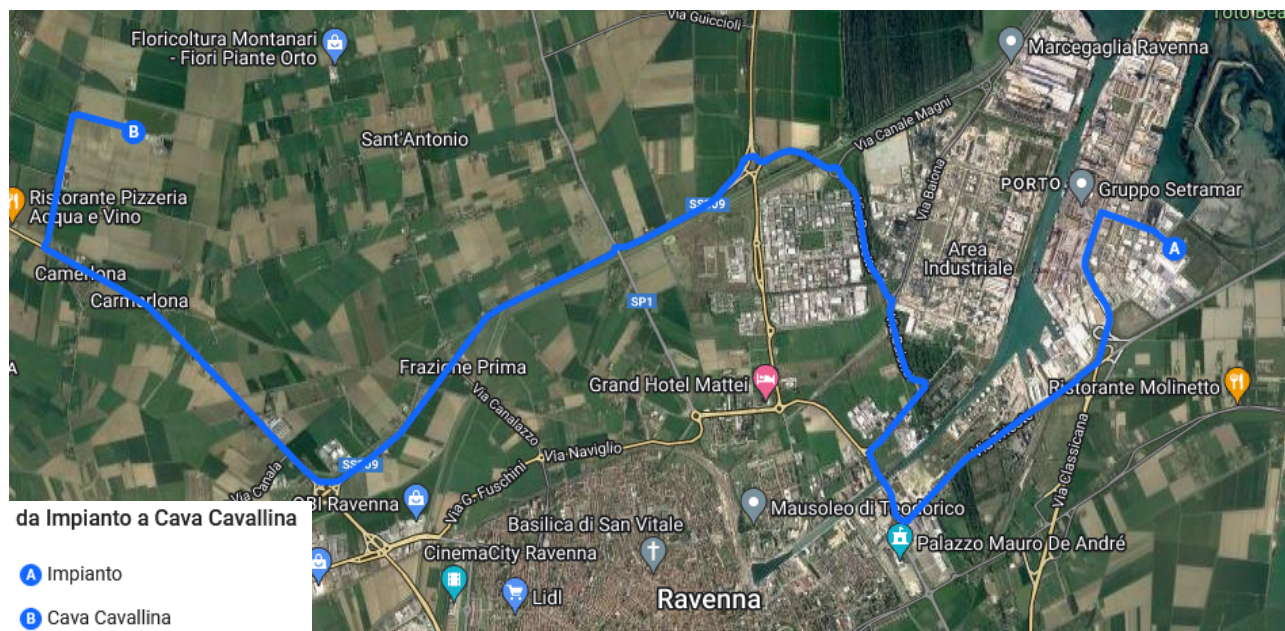 Via Guiccioli
Floricoltura Montanari
- Fiori Piante Orto
Marcegaglia Ravenna
B
Sant'Antonio
Via Canale Magni
Ristorante Pizzeria
Acqua e Vino
PORTO
Gruppo Setramar
Via Baiona
SS309
A
Area
Industriale
Camerlona
Carmerlona
SP1
Frazione Prima
Grand Hotel Mattei
Ristorante Molinetto
Via Canalazzo
Via Naviglio
SS309
Via Canala
Via G. Fuschini
OBI Ravenna
Mausoleo di Teodorico
Via Classicana
Basilica di San Vitale
Palazzo Mauro De André
CinemaCity Ravenna
Lidl
Ravenna
da Impianto a Cava Cavallina
A Impianto
B Cava Cavallina